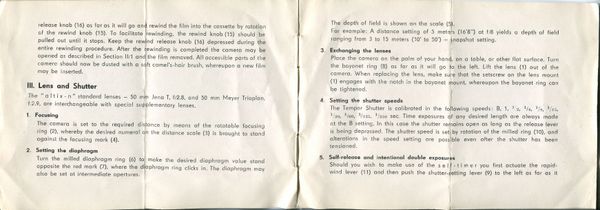 release knob (16) as far as it will go and rewind the film into the cassette by rotation
of the rewind knob (15). To facilitate rewinding, the rewind knob (15) should be
pulled out until it stops. Keep the rewind release knob (16) depressed during the
entire rewinding procedure. After the rewinding is completed the camera may be
opened as described in Section II:1 and the film removed. All accessible parts of the
camera should now be dusted with a soft camel's-hair brush, whereupon a new film
may be inserted.
III. Lens and Shutter
The "altix-n" standard lenses – 50 mm Jena T, f:2.8, and 50 mm Meyer Trioplan,
f:2.9, are interchangeable with special supplementary lenses.
1. Focusing
The camera is set to the required distance by means of the rotatable focusing
ring (2), whereby the desired numeral on the distance scale (3) is brought to stand
against the focusing mark (4).
2. Setting the diaphragm
Turn the milled diaphragm ring (6) to make the desired diaphragm value stand
opposite the red mark (7), where the diaphragm ring clicks in. The diaphragm may
also be set at intermediate apertures.
The depth of field is shown on the scale (5).
For example: A distance setting of 5 meters (16'8") at f:8 yields a depth of field
ranging from 3 to 15 meters (10' to 50') = snapshot setting.
3. Exchanging the lenses
Place the camera on the palm of your hand, on a table, or other flat surface. Turn
the bayonet ring (8) as far as it will go to the left. Lift the lens (1) out of the
camera. When replacing the lens, make sure that the setscrew on the lens mount
(1) engages with the notch in the bayonet mount, whereupon the bayonet ring can
be tightened.
4. Setting the shutter speeds
The Tempor Shutter is calibrated in the following speeds: B, 1, 1/2, 1/5, 1/10,
1/25, 1/50, 1/100, 1/250 sec. Time exposures of any desired length are always made
at the B setting. In this case the shutter remains open as long as the release lever
is being depressed. The shutter speed is set by rotation of the milled ring (10), and
alterations in the speed setting are possible even after the shutter has been
tensioned.
5. Self-release and intentional double exposures
Should you wish to make use of the self-timer you first actuate the rapid-
wind lever (11) and then push the shutter-setting lever (9) to the left as far as it